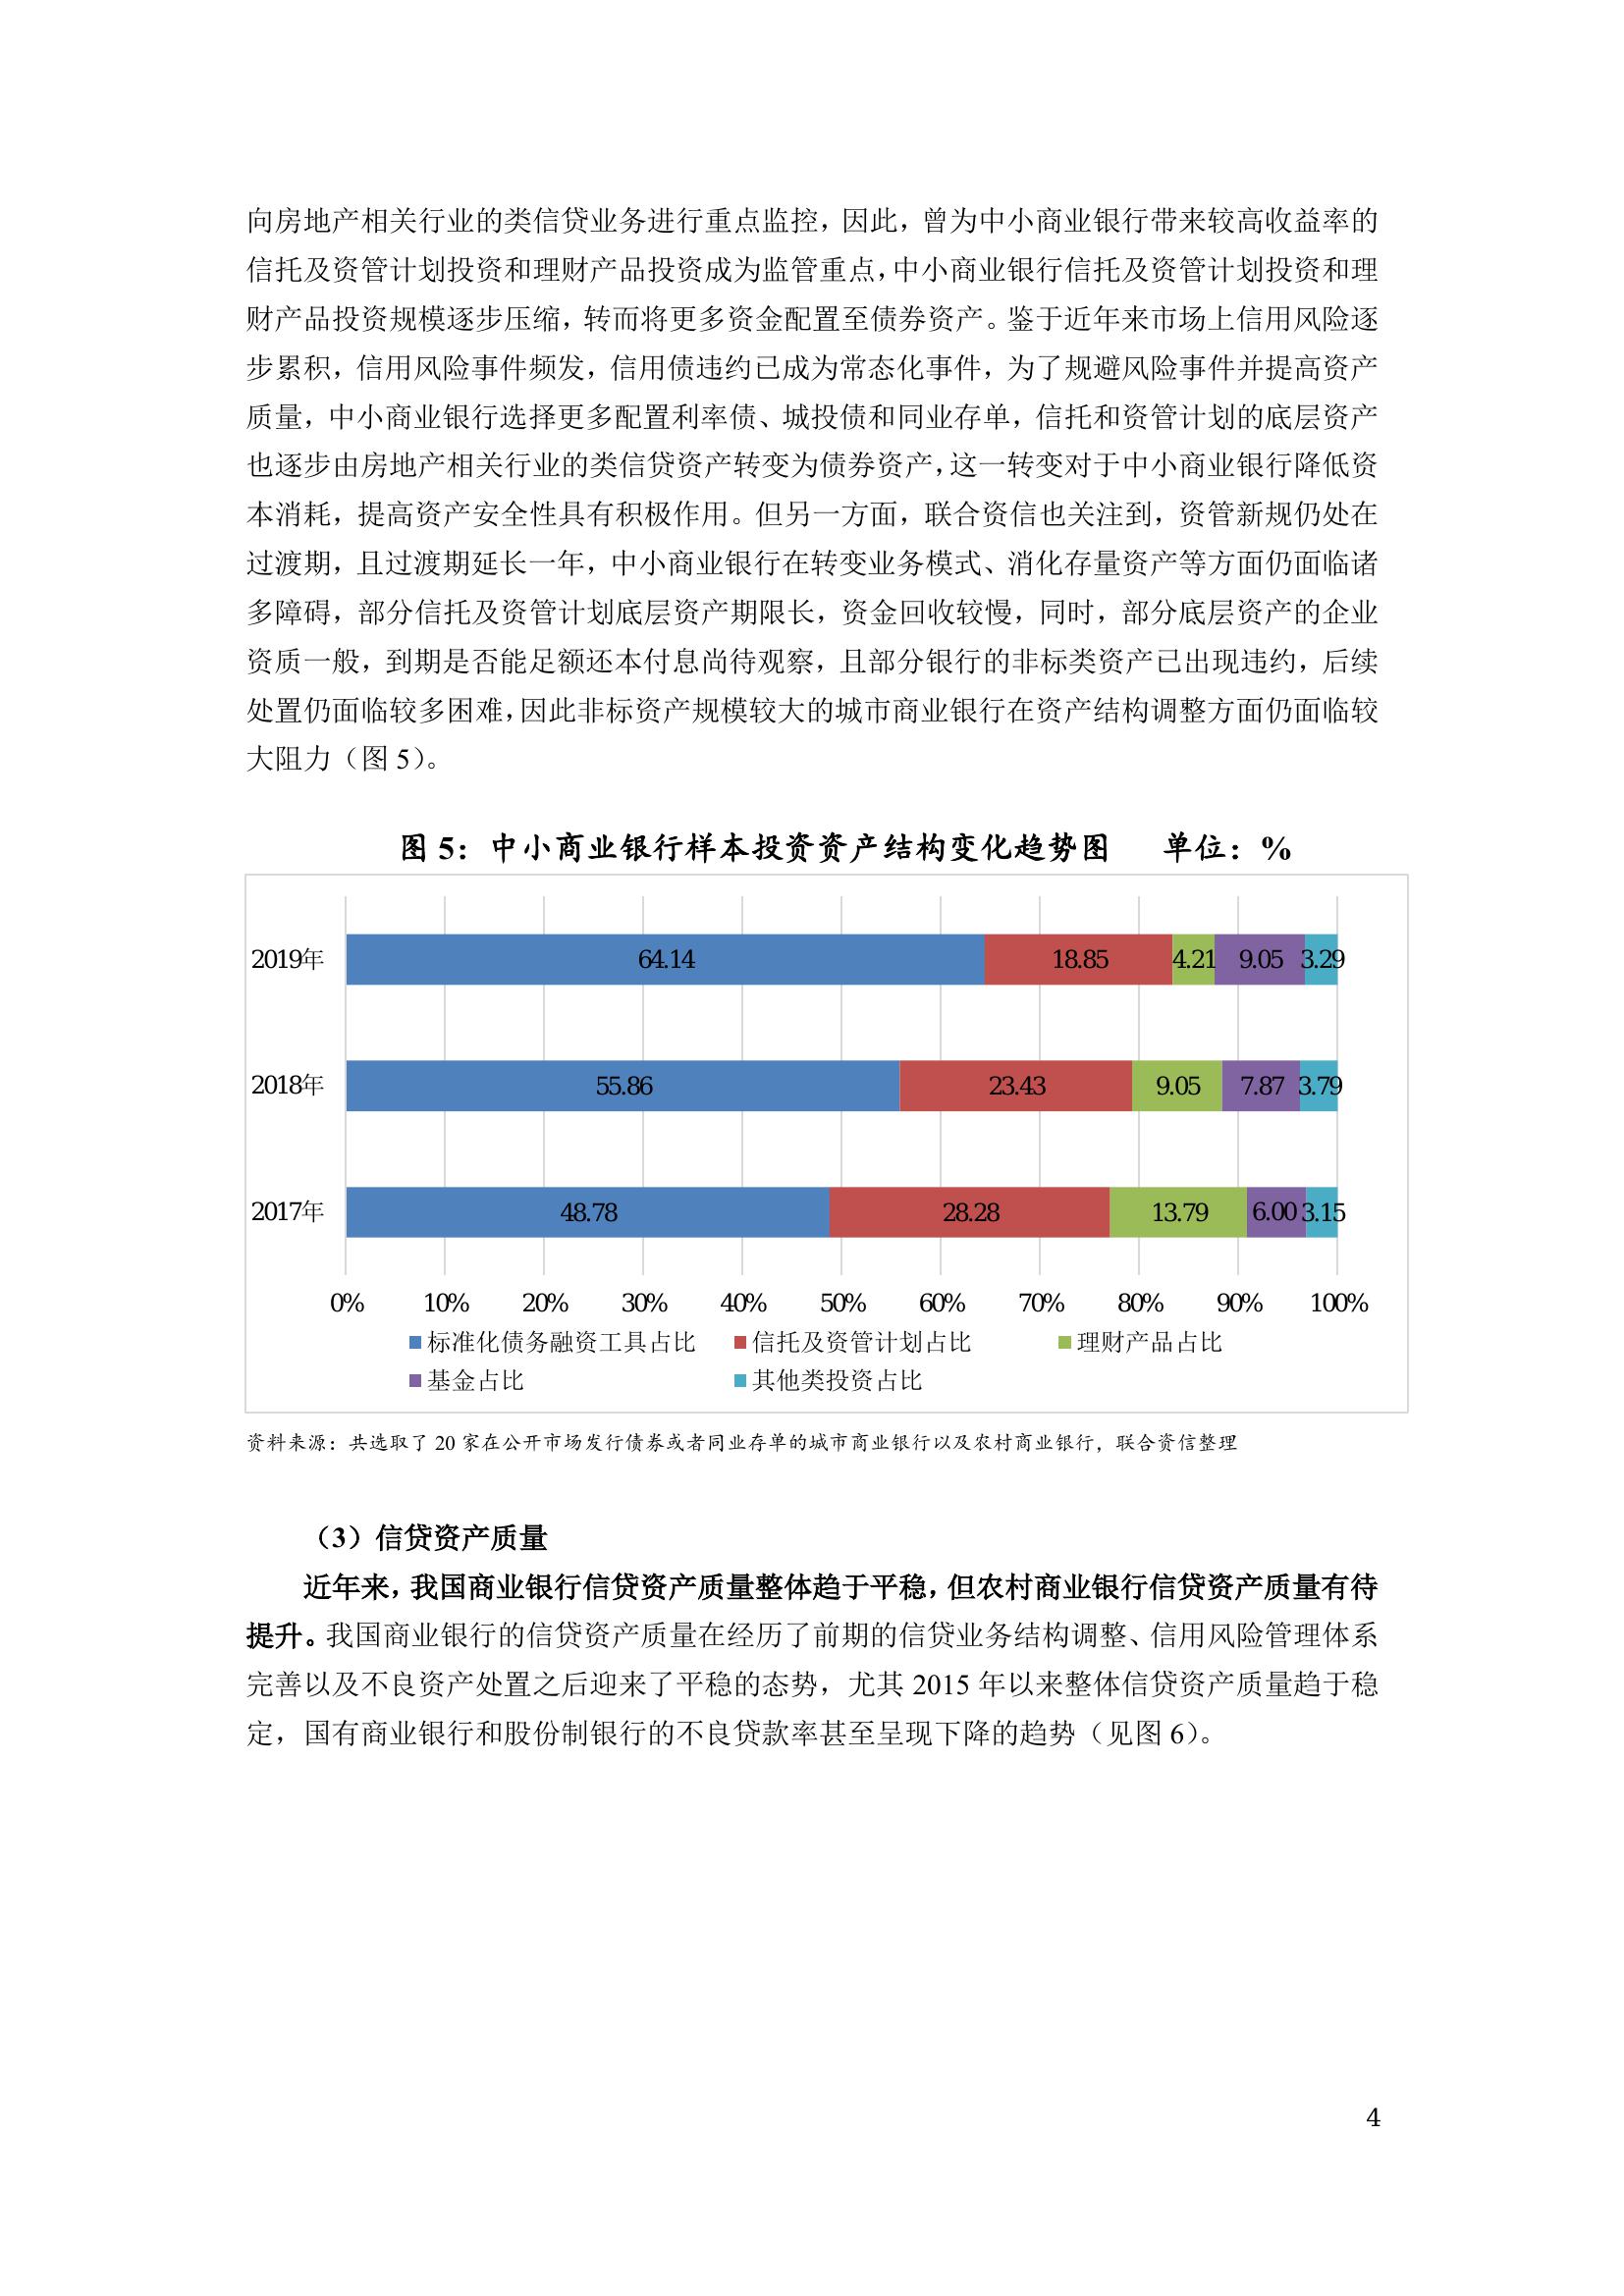 向房地产相关行业的类信贷业务进行重点监控，因此，曾为中小商业银行带来较高收益率的
信托及资管计划投资和理财产品投资成为监管重点，中小商业银行信托及资管计划投资和理
财产品投资规模逐步压缩，转而将更多资金配置至债券资产。鉴于近年来市场上信用风险逐
步累积，信用风险事件频发，信用债违约已成为常态化事件，为了规避风险事件并提高资产
质量，中小商业银行选择更多配置利率债、城投债和同业存单，信托和资管计划的底层资产
也逐步由房地产相关行业的类信贷资产转变为债券资产，这一转变对于中小商业银行降低资
本消耗，提高资产安全性具有积极作用。但另一方面，联合资信也关注到，资管新规仍处在
过渡期，且过渡期延长一年，中小商业银行在转变业务模式、消化存量资产等方面仍面临诸
多障碍，部分信托及资管计划底层资产期限长，资金回收较慢，同时，部分底层资产的企业
资质一般，到期是否能足额还本付息尚待观察，且部分银行的非标类资产已出现违约，后续
处置仍面临较多困难，因此非标资产规模较大的城市商业银行在资产结构调整方面仍面临较
大阻力（图 5）。
图 5：中小商业银行样本投资资产结构变化趋势图 单位：%
2019年 64.14 18.85 4.21 9.05 3.29
2018年 55.86 23.43 9.05 7.87 3.79
2017年 48.78 28.28 13.79 6.00 3.15
0% 10% 20% 30% 40% 50% 60% 70% 80% 90% 100%
标准化债务融资工具占比 信托及资管计划占比 理财产品占比
基金占比 其他类投资占比
资料来源：共选取了 20 家在公开市场发行债券或者同业存单的城市商业银行以及农村商业银行，联合资信整理
（3）信贷资产质量
近年来，我国商业银行信贷资产质量整体趋于平稳，但农村商业银行信贷资产质量有待
提升。我国商业银行的信贷资产质量在经历了前期的信贷业务结构调整、信用风险管理体系
完善以及不良资产处置之后迎来了平稳的态势，尤其 2015 年以来整体信贷资产质量趋于稳
定，国有商业银行和股份制银行的不良贷款率甚至呈现下降的趋势（见图 6）。
4